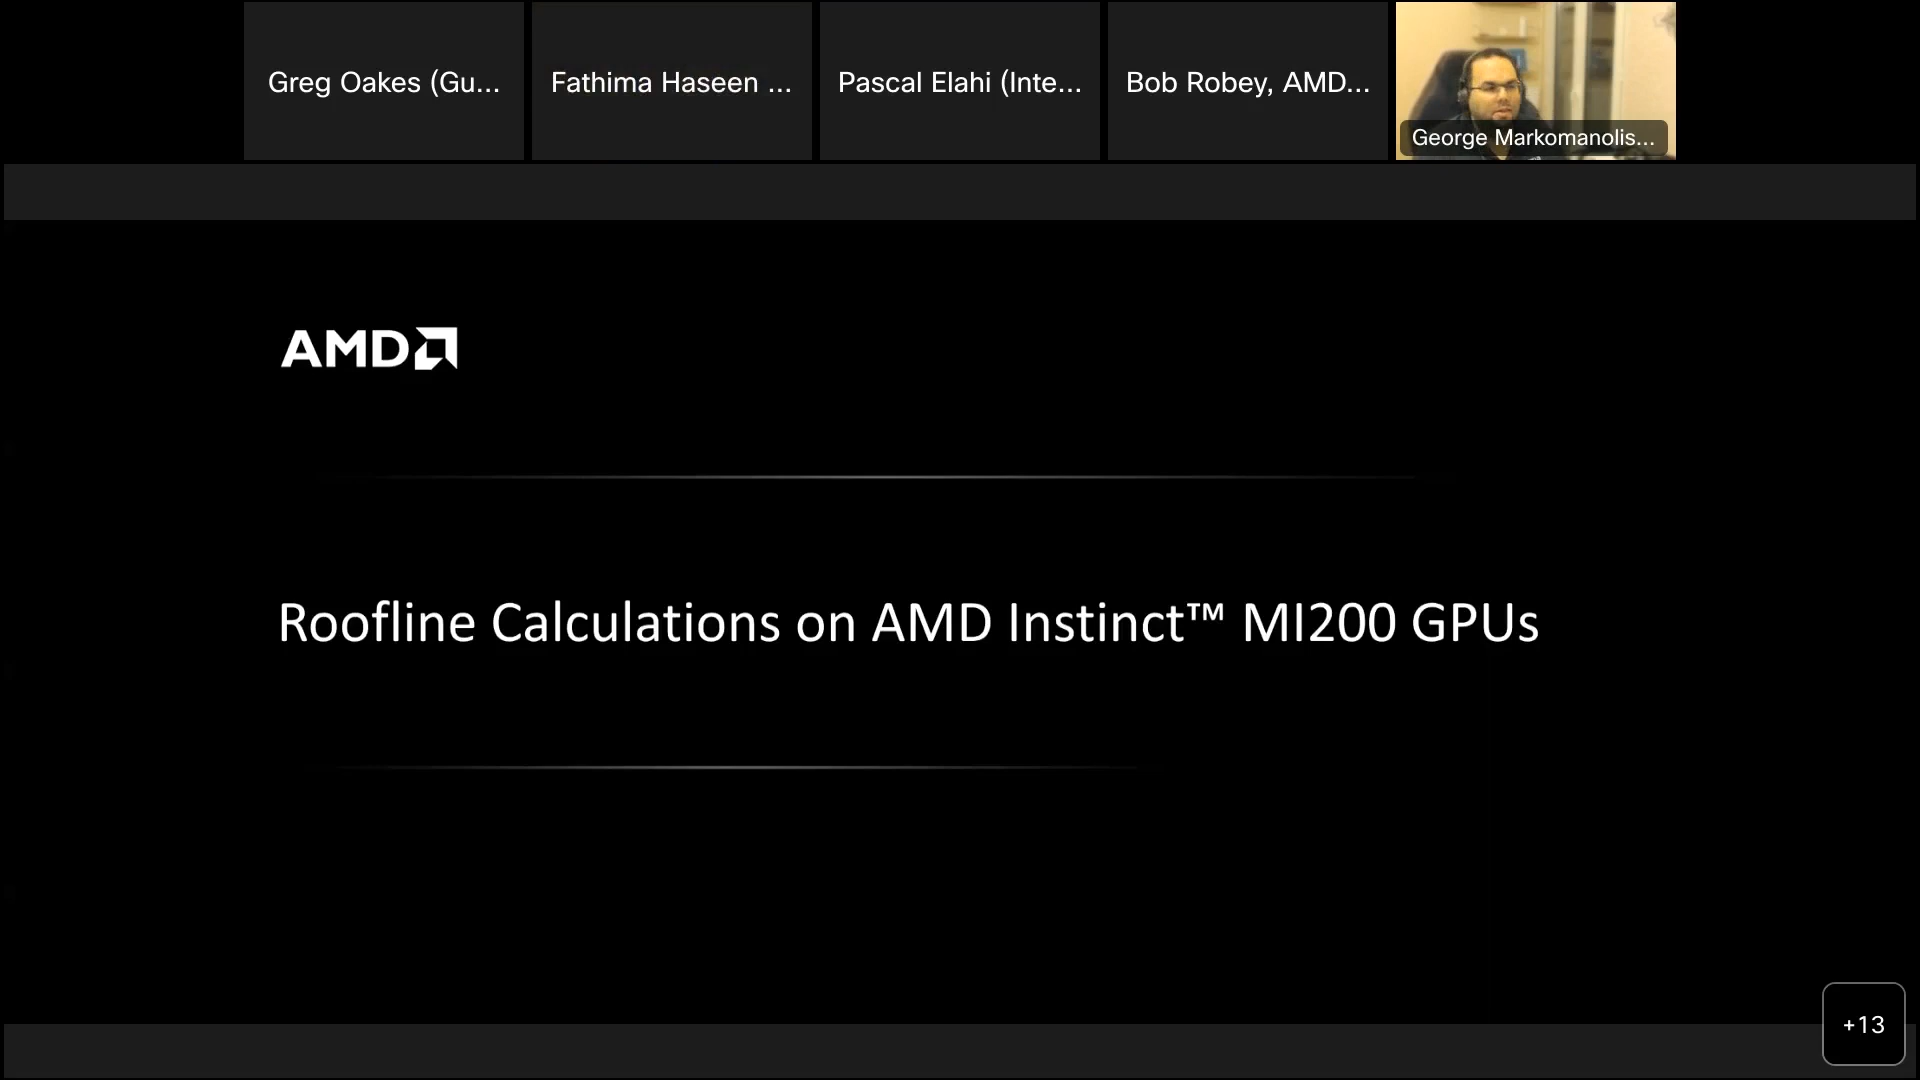 Greg Oakes (Gu...
Fathima Haseen ...
Pascal Elahi (Inte...
Bob Robey, AMD...
George Markomanolis...
AMD
Roofline Calculations on AMD Instinct™ MI200 GPUs
+13